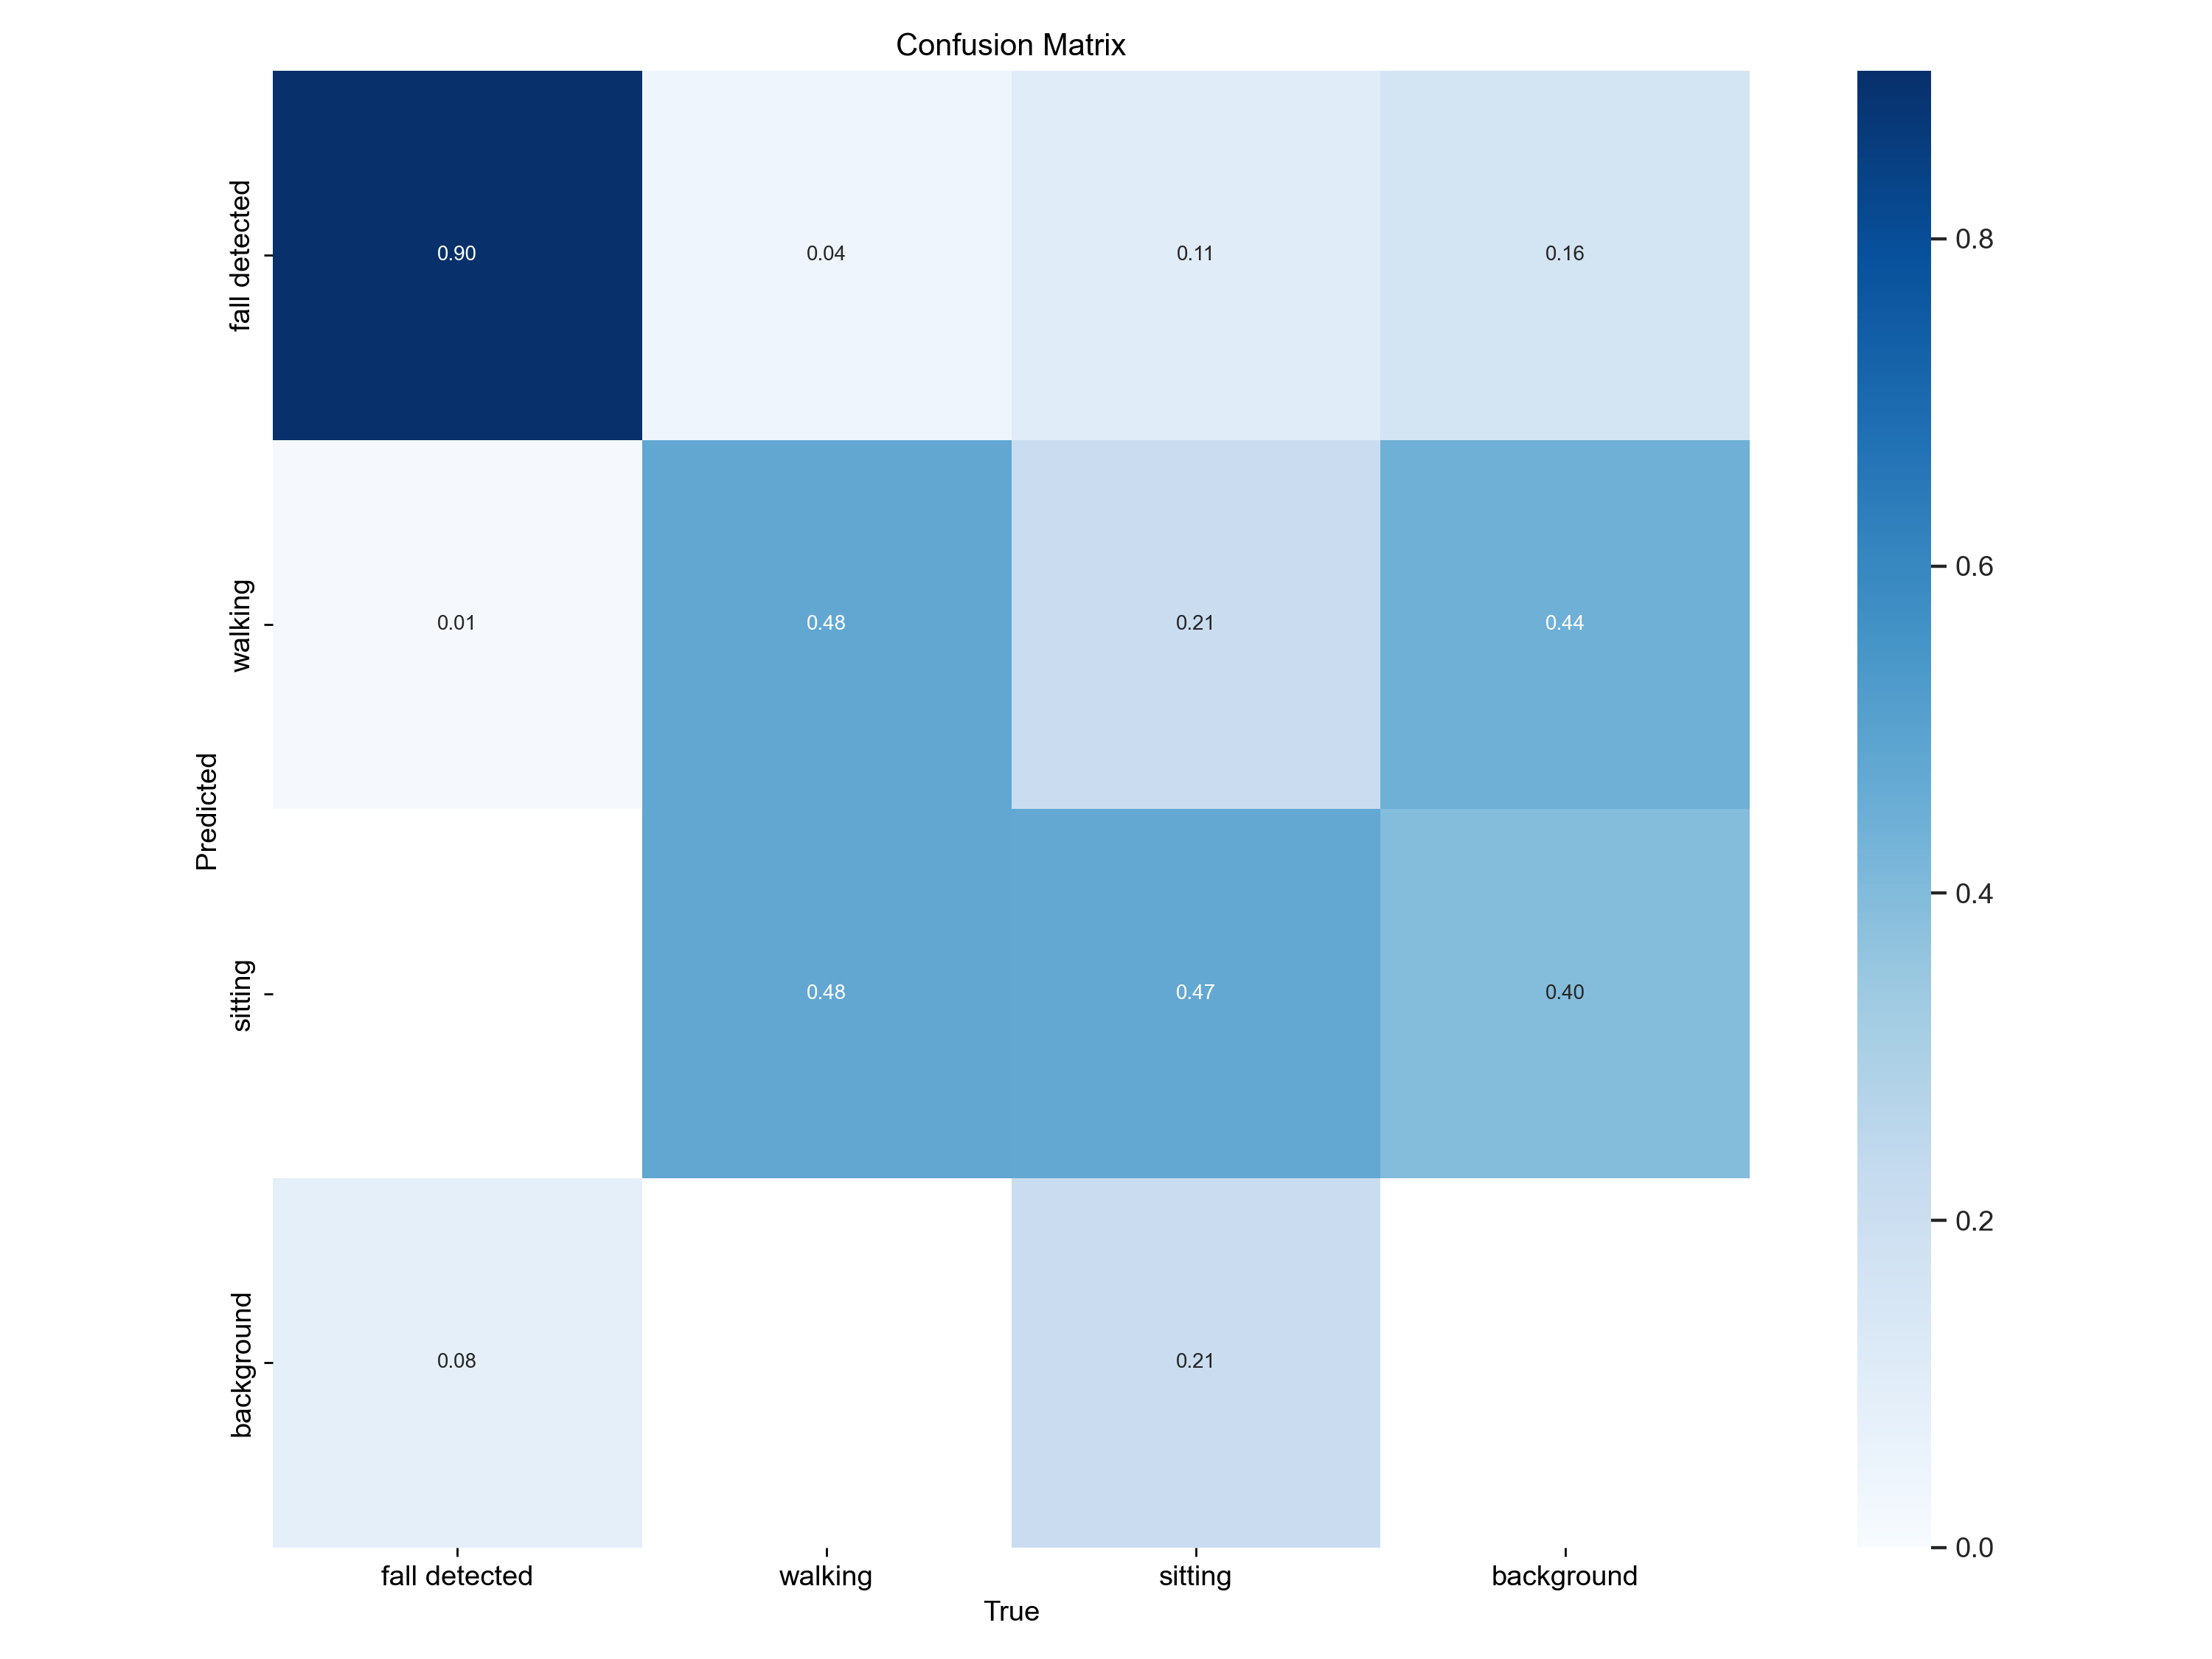 Confusion Matrix
fall detected
0.90
0.04
0.11
0.16
0.8
walking
0.01
0.48
0.21
0.44
0.6
Predicted
sitting
0.48
0.47
0.40
0.4
background
0.08
0.21
0.2
0.0
fall detected
walking
sitting
background
True